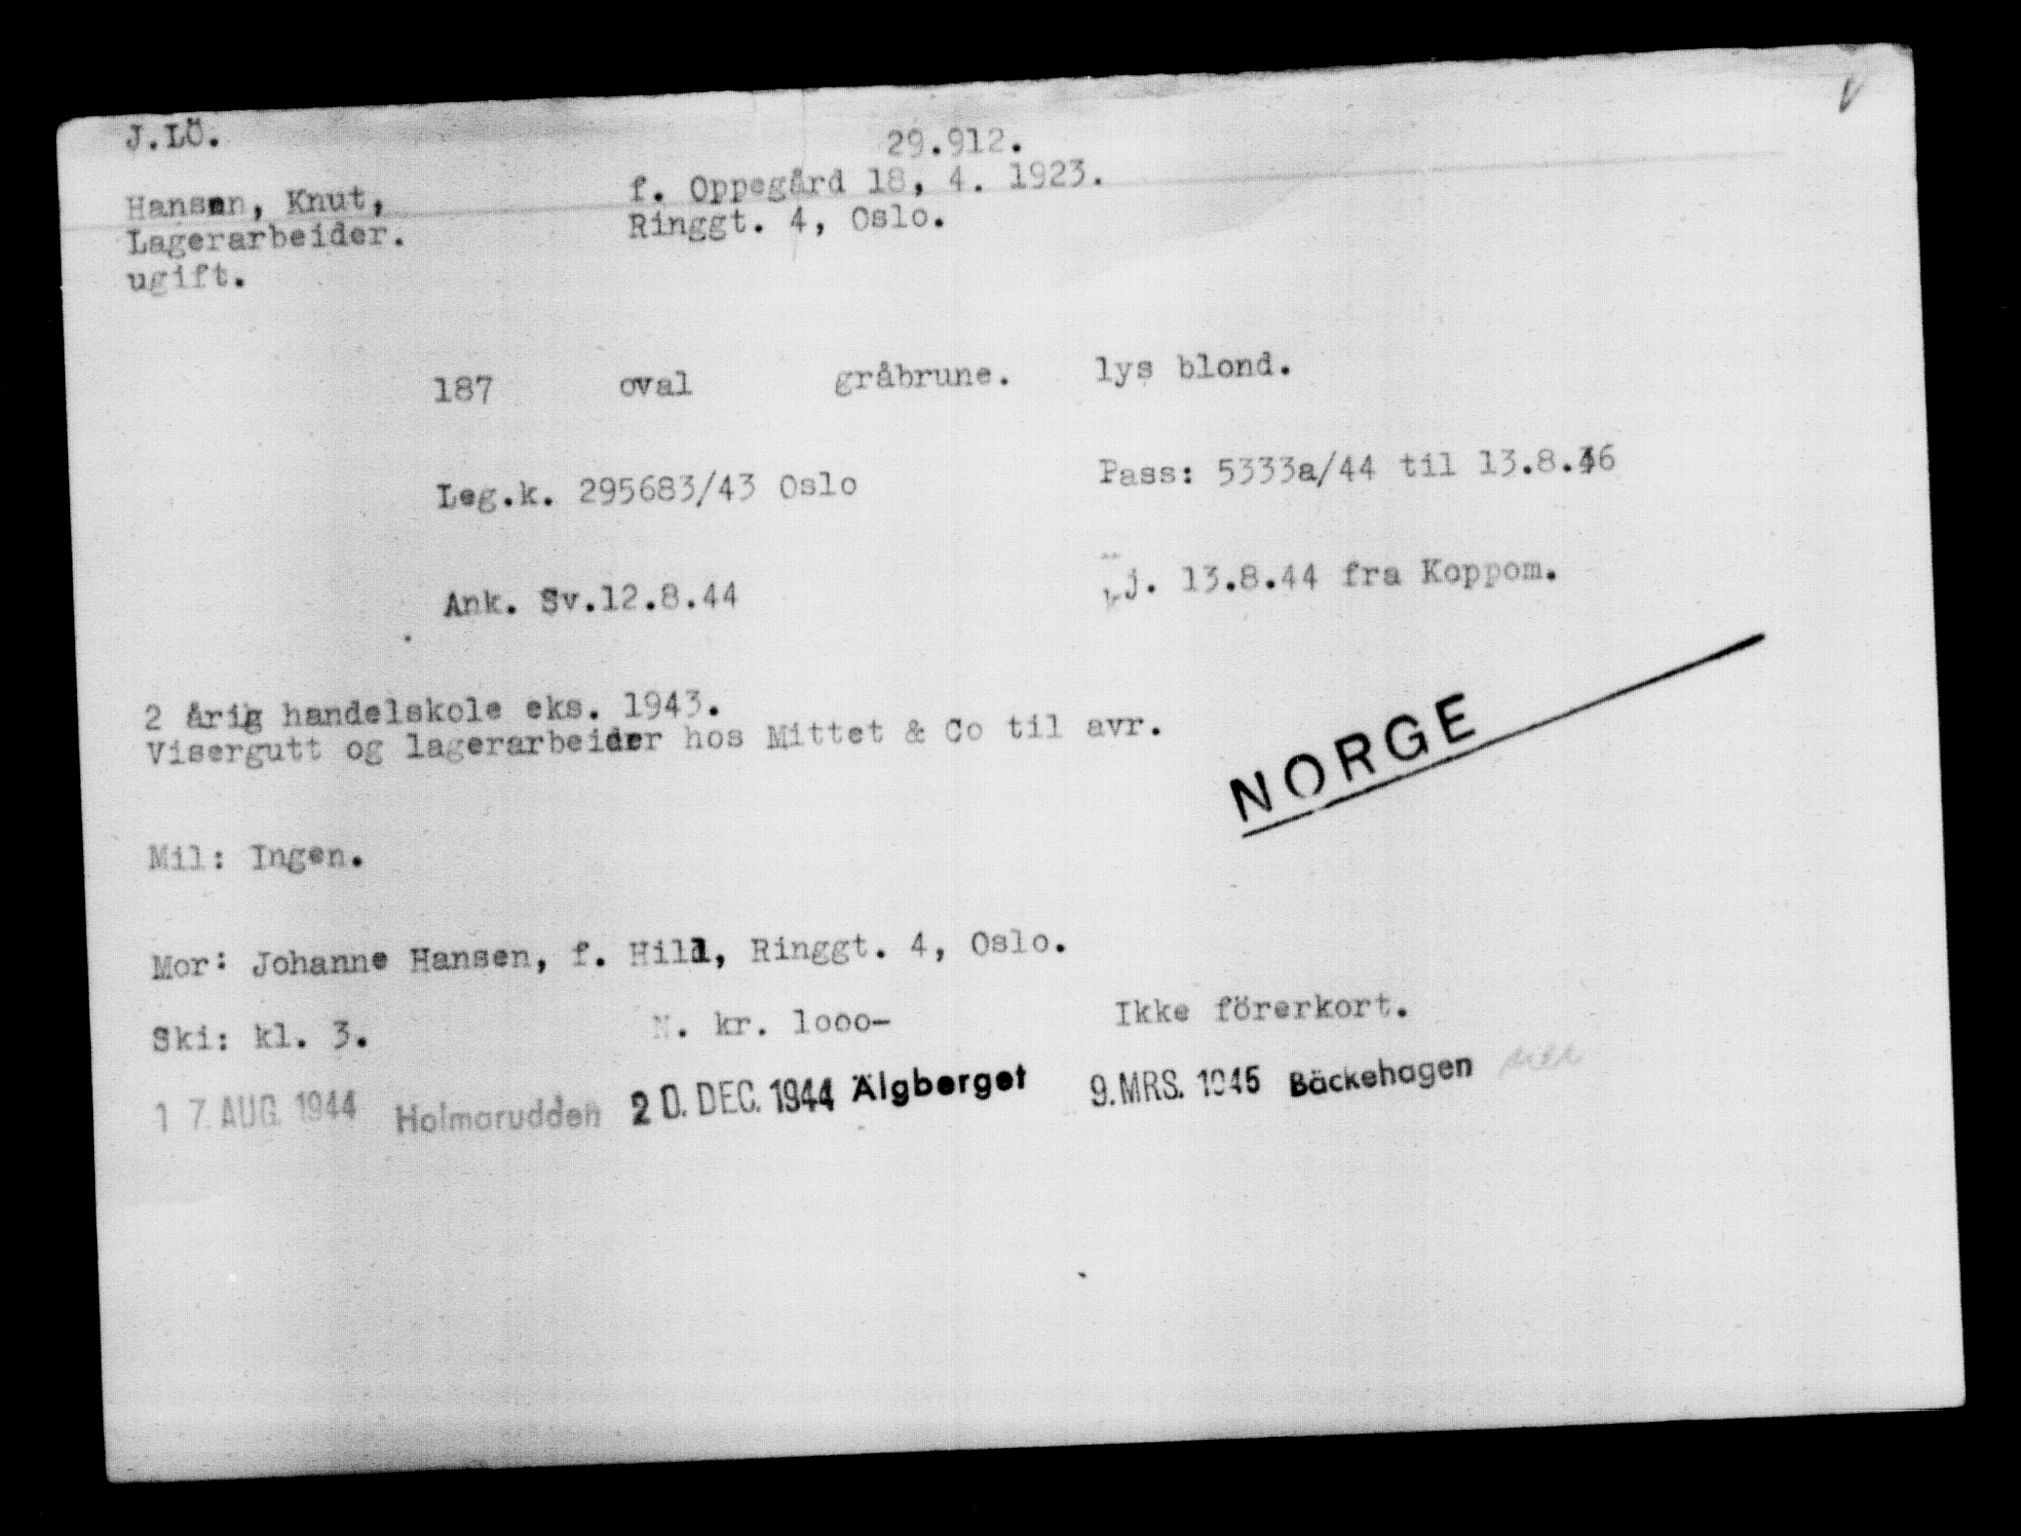 J.LÖ.
29.912.
Hansen, Knut, f. Oppegård 18, 4. 1923.
Lagerarbeider. Ringgt. 4, Oslo.
ugift.
187 oval gråbrune. lys blond.
Leg.k. 295683/43 Oslo Pass: 5333a/44 til 13.8.46
Ank. Sv.12.8.44 Kj. 13.8.44 fra Koppom.
2 årig handelskole eks. 1943.
Visergutt og lagerarbeider hos Mittet & Co til avr.
NORGE
Mil: Ingen.
Mor: Johanne Hansen, f. Hill, Ringgt. 4, Oslo.
Ski: kl. 3. N. kr. looo- Ikke förerkort.
17. AUG. 1944 Holmarudden 20. DEC. 1944 Älgberget 9. MRS. 1945 Bäckehagen